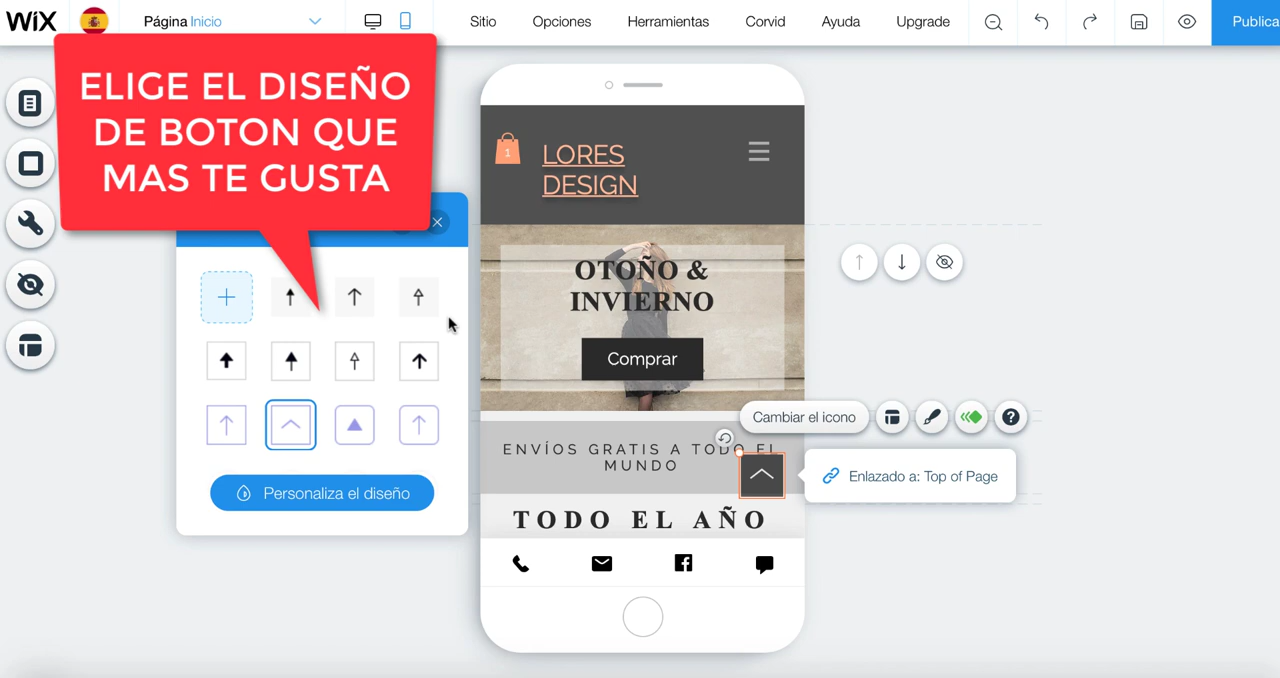 WiX
Página Inicio
Sitio
Opciones
Herramientas
Corvid
Ayuda
Upgrade
Publica
ELIGE EL DISEÑO
DE BOTON QUE
MAS TE GUSTA
1
LORES
DESIGN
OTOÑO &
INVIERNO
Comprar
Cambiar el icono
?
ENVÍOS GRATIS A TODO EL
MUNDO
Enlazado a: Top of Page
Personaliza el diseño
TODO EL AÑO